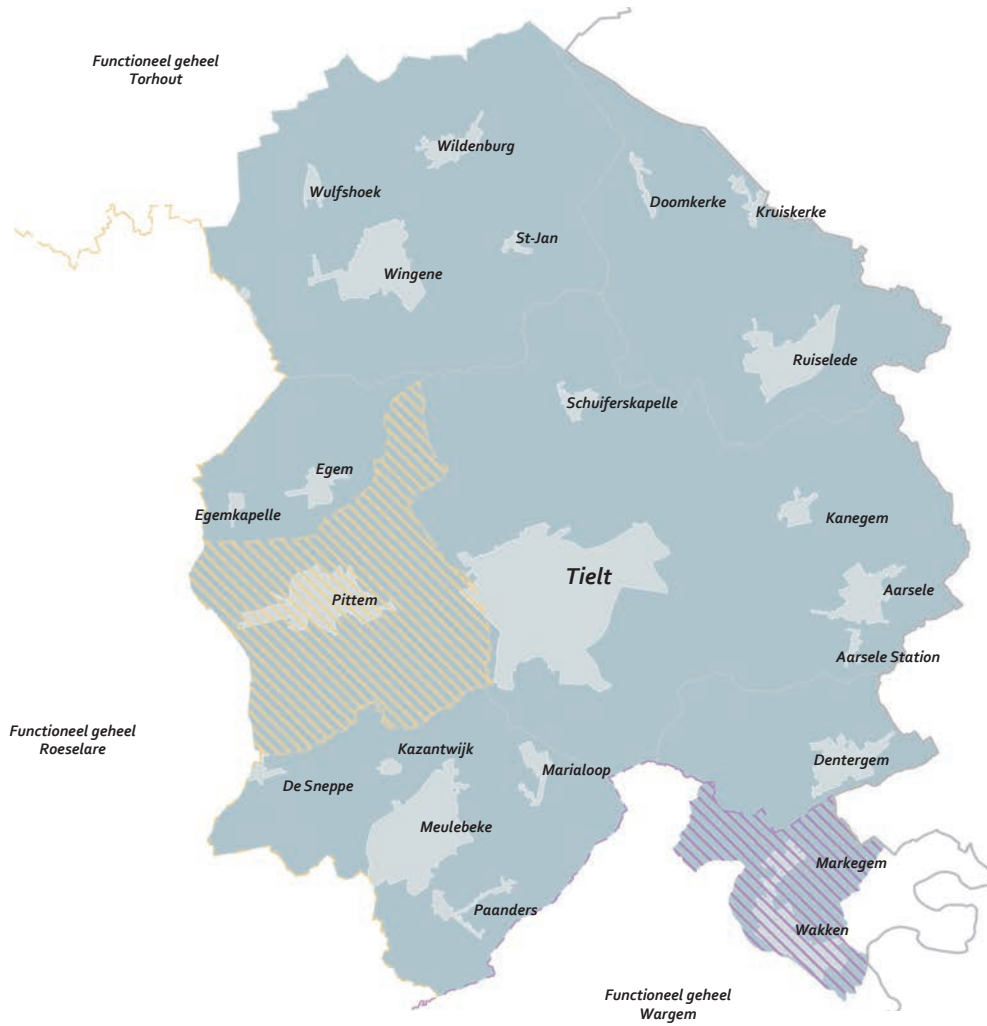 Functioneel geheel
Torhout
Wildenburg
Wulfshoek
Doomkerke
Kruiskerke
St-Jan
Wingene
Ruiselede
Schuiferskapelle
Egem
Egemkapelle
Kanegem
Tielt
Pittem
Aarsele
Aarsele Station
Functioneel geheel
Roeselare
Kazantwijk
Marialoop
De Sneppe
Dentergem
Meulebeke
Markegem
Paanders
Wakken
Functioneel geheel
Wargem